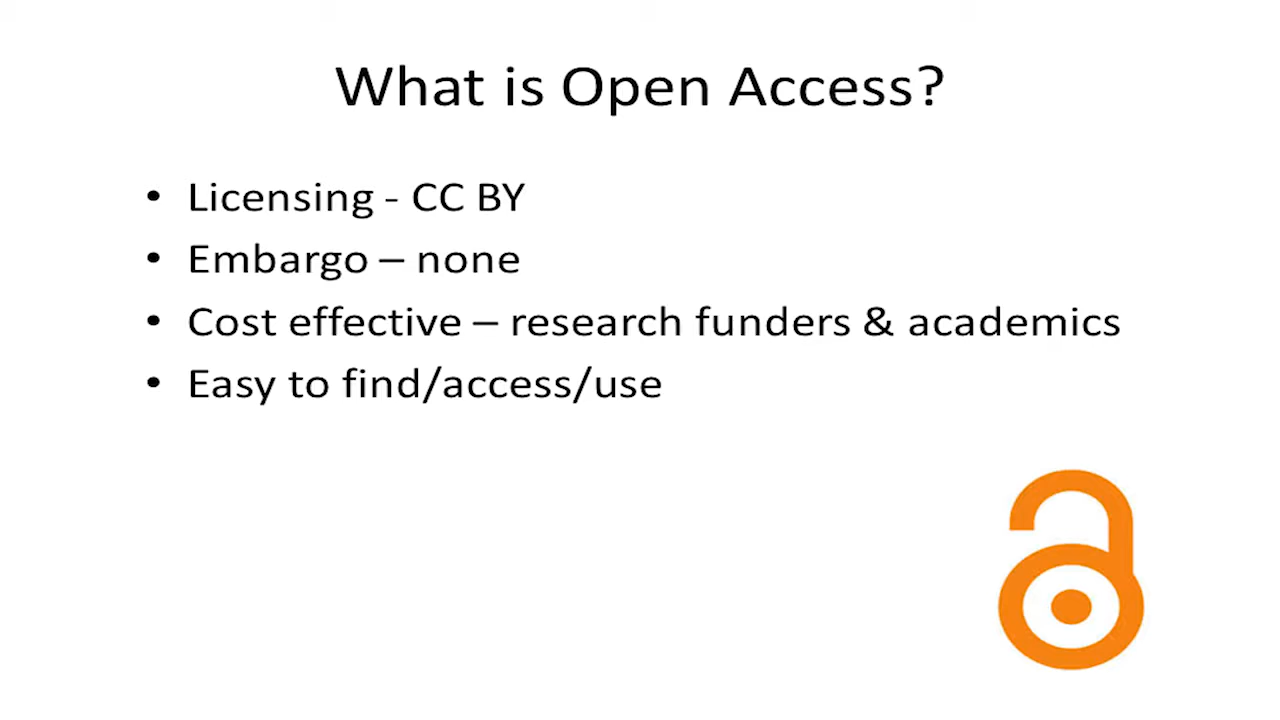 What is Open Access?
• Licensing - CC BY
• Embargo – none
• Cost effective – research funders & academics
• Easy to find/access/use